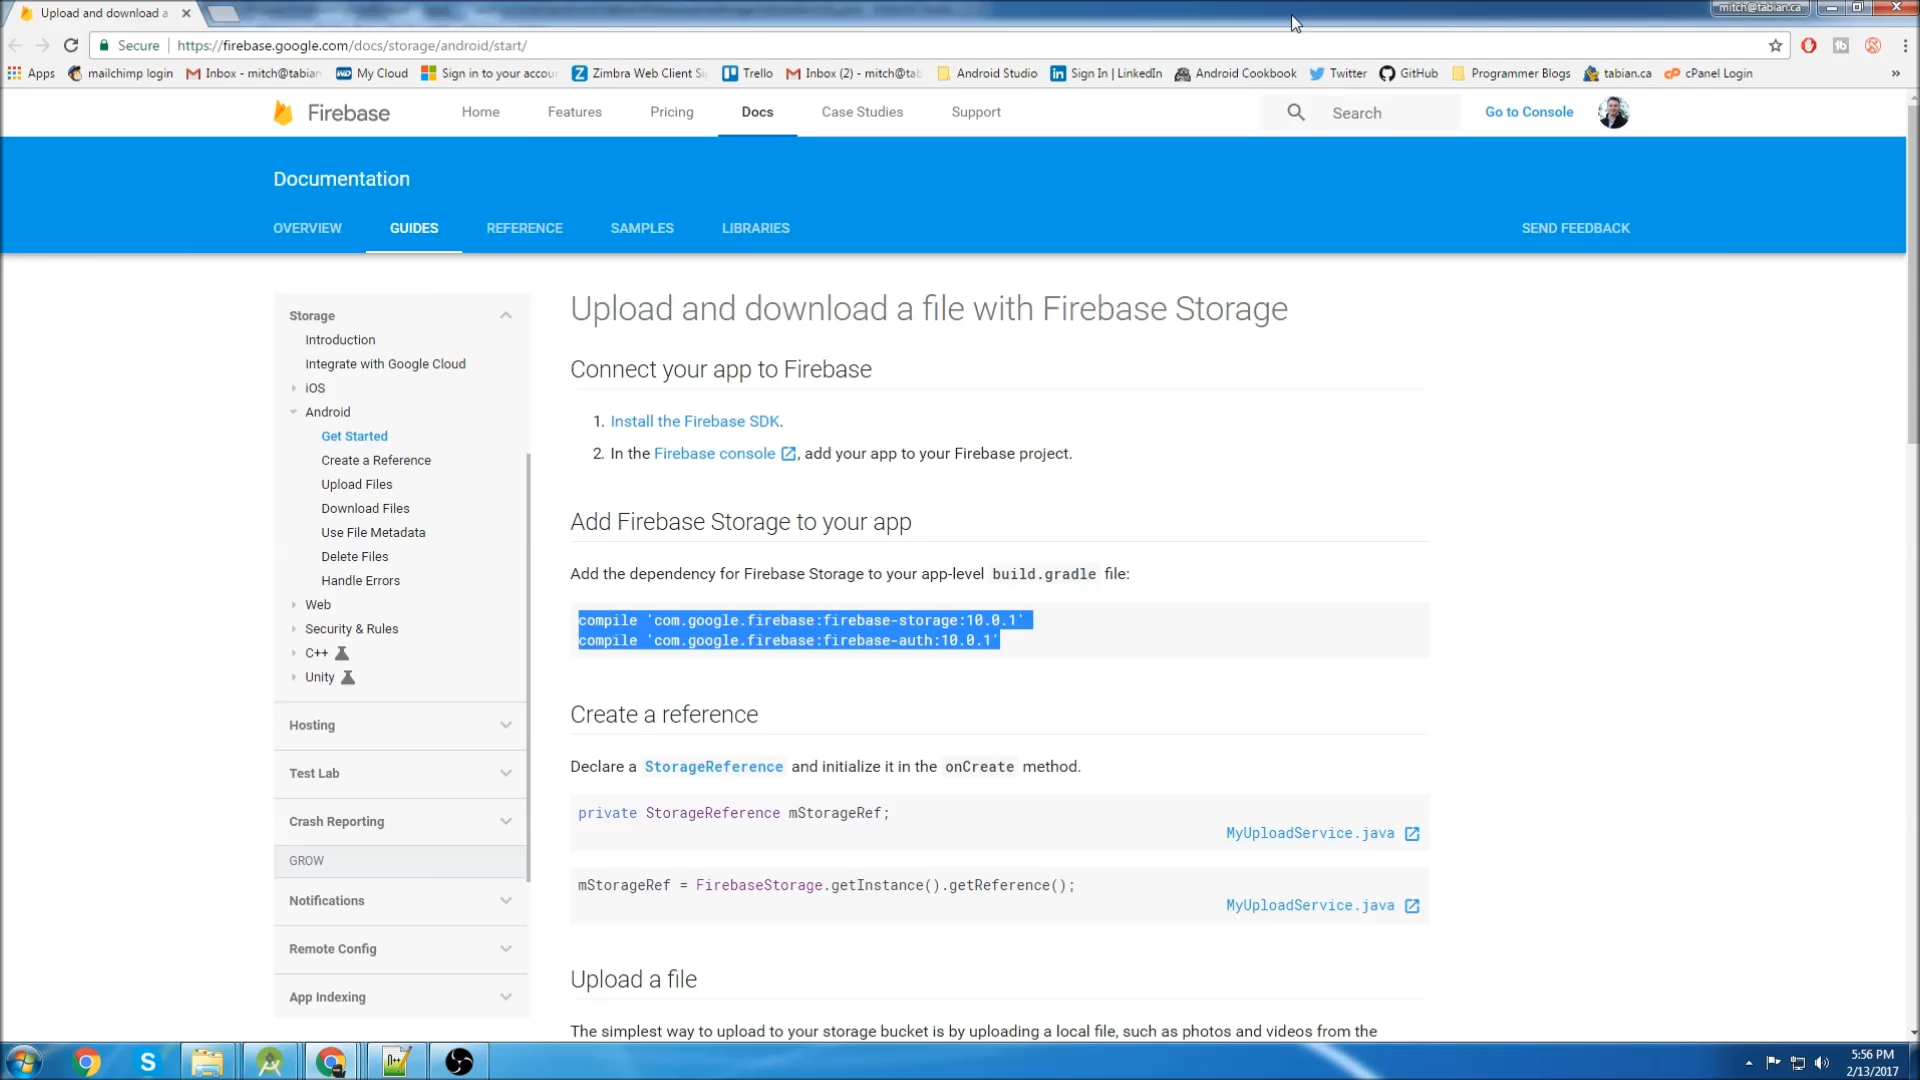 Upload and download a
mitch@tabian.ca
Secure
https://firebase.google.com/docs/storage/android/start/
Apps
mailchimp login
Inbox - mitch@tabian
My Cloud
Sign in to your accou
Zimbra Web Client Si
Trello
Inbox (2) - mitch@tab
Android Studio
Sign In | LinkedIn
Android Cookbook
Twitter
GitHub
Programmer Blogs
tabian.ca
cPanel Login
»
Firebase
Home
Features
Pricing
Docs
Case Studies
Support
Search
Go to Console
Documentation
OVERVIEW
GUIDES
REFERENCE
SAMPLES
LIBRARIES
SEND FEEDBACK
Storage
Introduction
Integrate with Google Cloud
iOS
Android
Get Started
Create a Reference
Upload Files
Download Files
Use File Metadata
Delete Files
Handle Errors
Web
Security & Rules
C++
Unity
Hosting
Test Lab
Crash Reporting
GROW
Notifications
Remote Config
App Indexing
Upload and download a file with Firebase Storage
Connect your app to Firebase
1. Install the Firebase SDK.
2. In the Firebase console , add your app to your Firebase project.
Add Firebase Storage to your app
Add the dependency for Firebase Storage to your app-level build.gradle file:
compile 'com.google.firebase:firebase-storage:10.0.1'
compile 'com.google.firebase:firebase-auth:10.0.1'
Create a reference
Declare a StorageReference and initialize it in the onCreate method.
private StorageReference mStorageRef;
MyUploadService.java
mStorageRef = FirebaseStorage.getInstance().getReference();
MyUploadService.java
Upload a file
The simplest way to upload to your storage bucket is by uploading a local file, such as photos and videos from the
5:56 PM
2/13/2017